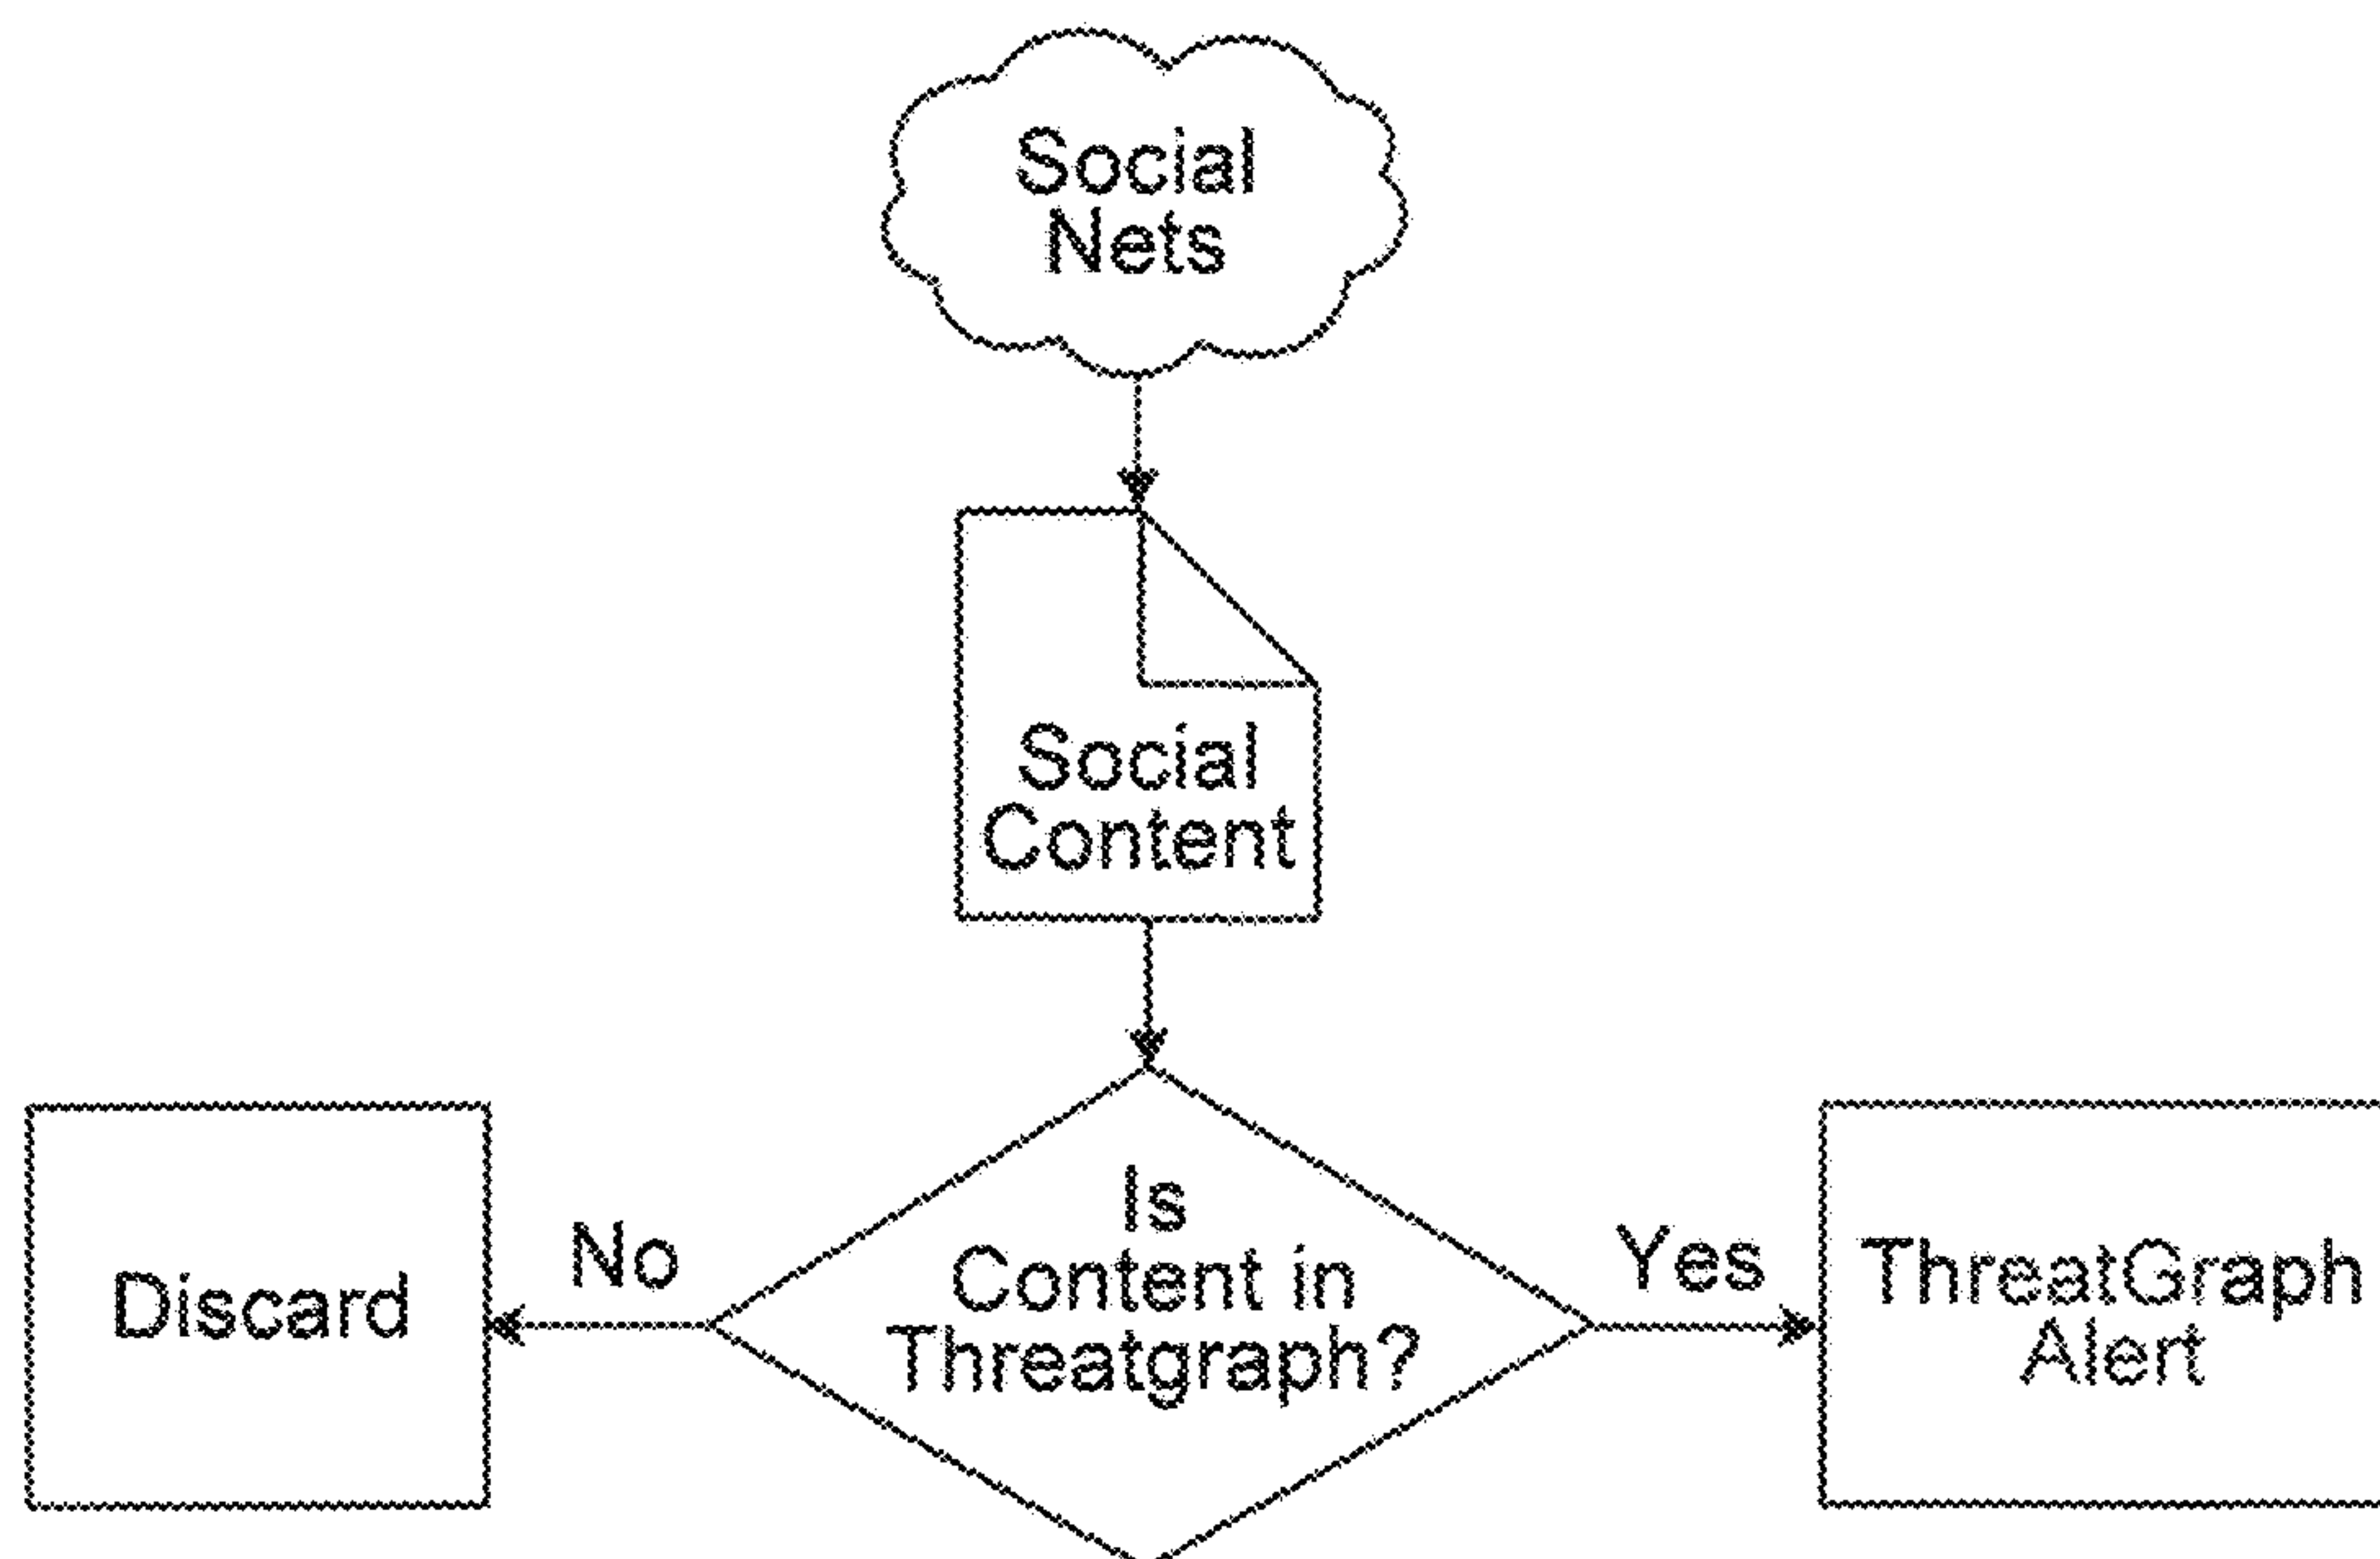 Social
Nets
Social
Content
Is
Content in
Threatgraph?
No
Discard
Yes
ThreatGraph
Alert